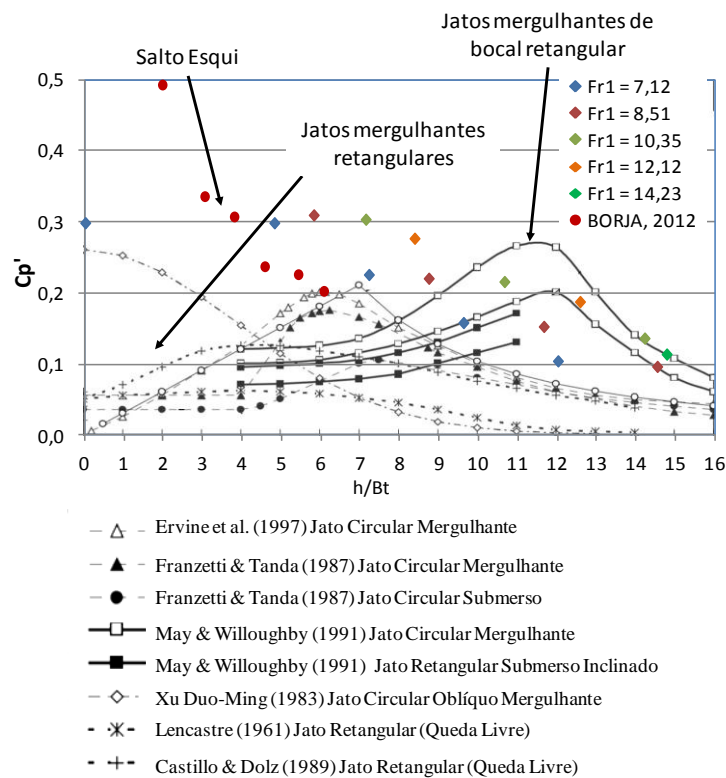 Jatos mergulhantes de
bocal retangular
Salto Esqui
Jatos mergulhantes
retangulares
Cp'
0,5
0,4
0,3
0,2
0,1
0,0
0 1 2 3 4 5 6 7 8 9 10 11 12 13 14 15 16
h/Bt
Fr1 = 7,12
Fr1 = 8,51
Fr1 = 10,35
Fr1 = 12,12
Fr1 = 14,23
BORJA, 2012
Ervine et al. (1997) Jato Circular Mergulhante
Franzetti & Tanda (1987) Jato Circular Mergulhante
Franzetti & Tanda (1987) Jato Circular Submerso
May & Willoughby (1991) Jato Circular Mergulhante
May & Willoughby (1991) Jato Retangular Submerso Inclinado
Xu Duo-Ming (1983) Jato Circular Oblíquo Mergulhante
Lencastre (1961) Jato Retangular (Queda Livre)
Castillo & Dolz (1989) Jato Retangular (Queda Livre)